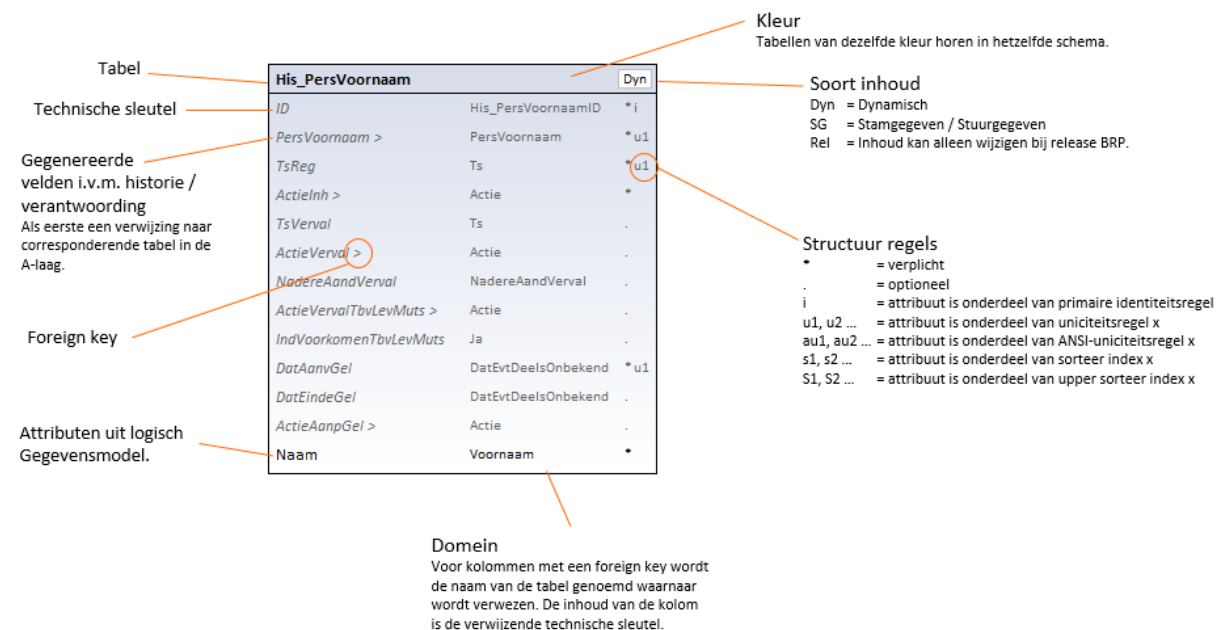 Kleur
Tabellen van dezelfde kleur horen in hetzelfde schema.
Tabel
Technische sleutel
Gegenereerde
velden i.v.m. historie /
verantwoording
Als eerste een verwijzing naar
corresponderende tabel in de
A-laag.
Foreign key
Attributen uit logisch
Gegevensmodel.
His_PersVoornaam Dyn
ID His_PersVoornaamID * i
PersVoornaam > PersVoornaam * u1
TsReg Ts * u1
ActieInh > Actie *
TsVerval Ts .
ActieVerval > Actie .
NadereAandVerval NadereAandVerval .
ActieVervalTbvLevMuts > Actie .
IndVoorkomenTbvLevMuts Ja .
DatAanvGel DatEvtDeelsOnbekend * u1
DatEindeGel DatEvtDeelsOnbekend .
ActieAanpGel > Actie .
Naam Voornaam *
Soort inhoud
Dyn = Dynamisch
SG = Stamgegeven / Stuurgegeven
Rel = Inhoud kan alleen wijzigen bij release BRP.
Structuur regels
* = verplicht
. = optioneel
i = attribuut is onderdeel van primaire identiteitsregel
u1, u2 ... = attribuut is onderdeel van uniciteitsregel x
au1, au2 ... = attribuut is onderdeel van ANSI-uniciteitsregel x
s1, s2 ... = attribuut is onderdeel van sorteer index x
S1, S2 ... = attribuut is onderdeel van upper sorteer index x
Domein
Voor kolommen met een foreign key wordt
de naam van de tabel genoemd waarnaar
wordt verwezen. De inhoud van de kolom
is de verwijzende technische sleutel.